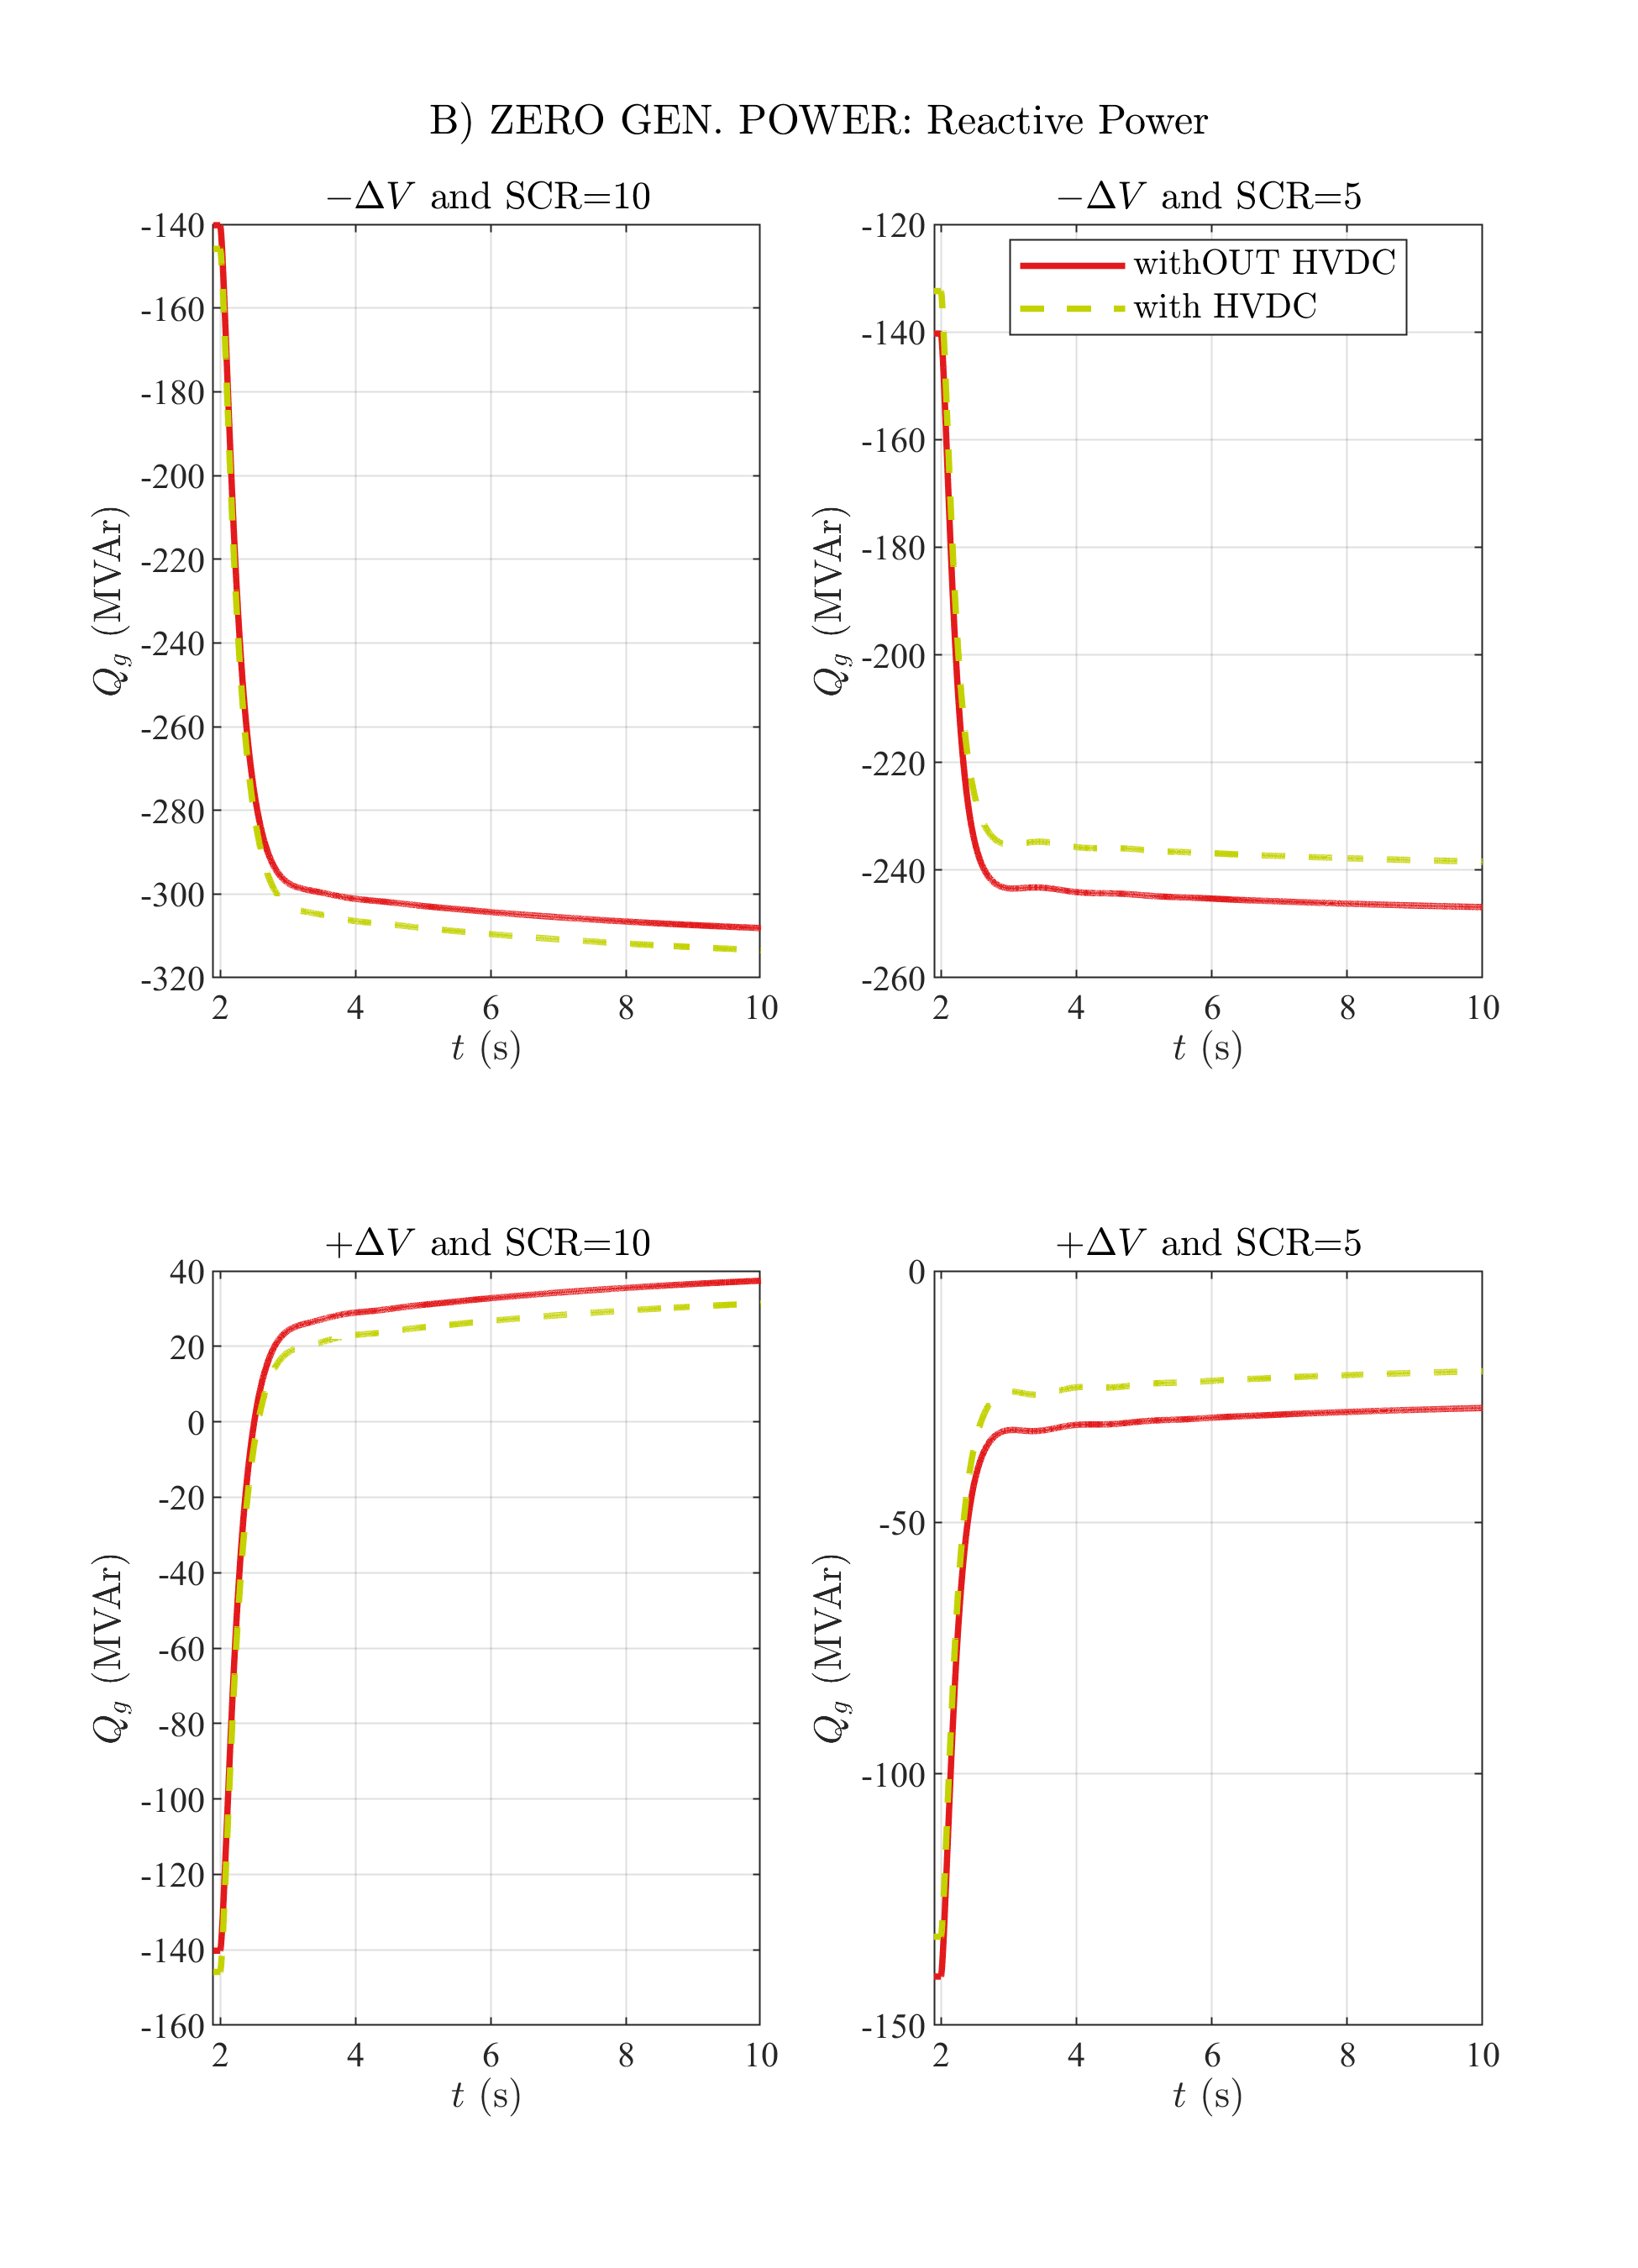 B) ZERO GEN. POWER: Reactive Power
−ΔV and SCR=10
-140
-160
-180
-200
-220
-240
-260
-280
-300
-320
2 4 6 8 10
Q_g (MVAr)
t (s)
−ΔV and SCR=5
withOUT HVDC
with HVDC
-120
-140
-160
-180
-200
-220
-240
-260
2 4 6 8 10
Q_g (MVAr)
t (s)
+ΔV and SCR=10
40
20
0
-20
-40
-60
-80
-100
-120
-140
-160
2 4 6 8 10
Q_g (MVAr)
t (s)
+ΔV and SCR=5
0
-50
-100
-150
2 4 6 8 10
Q_g (MVAr)
t (s)